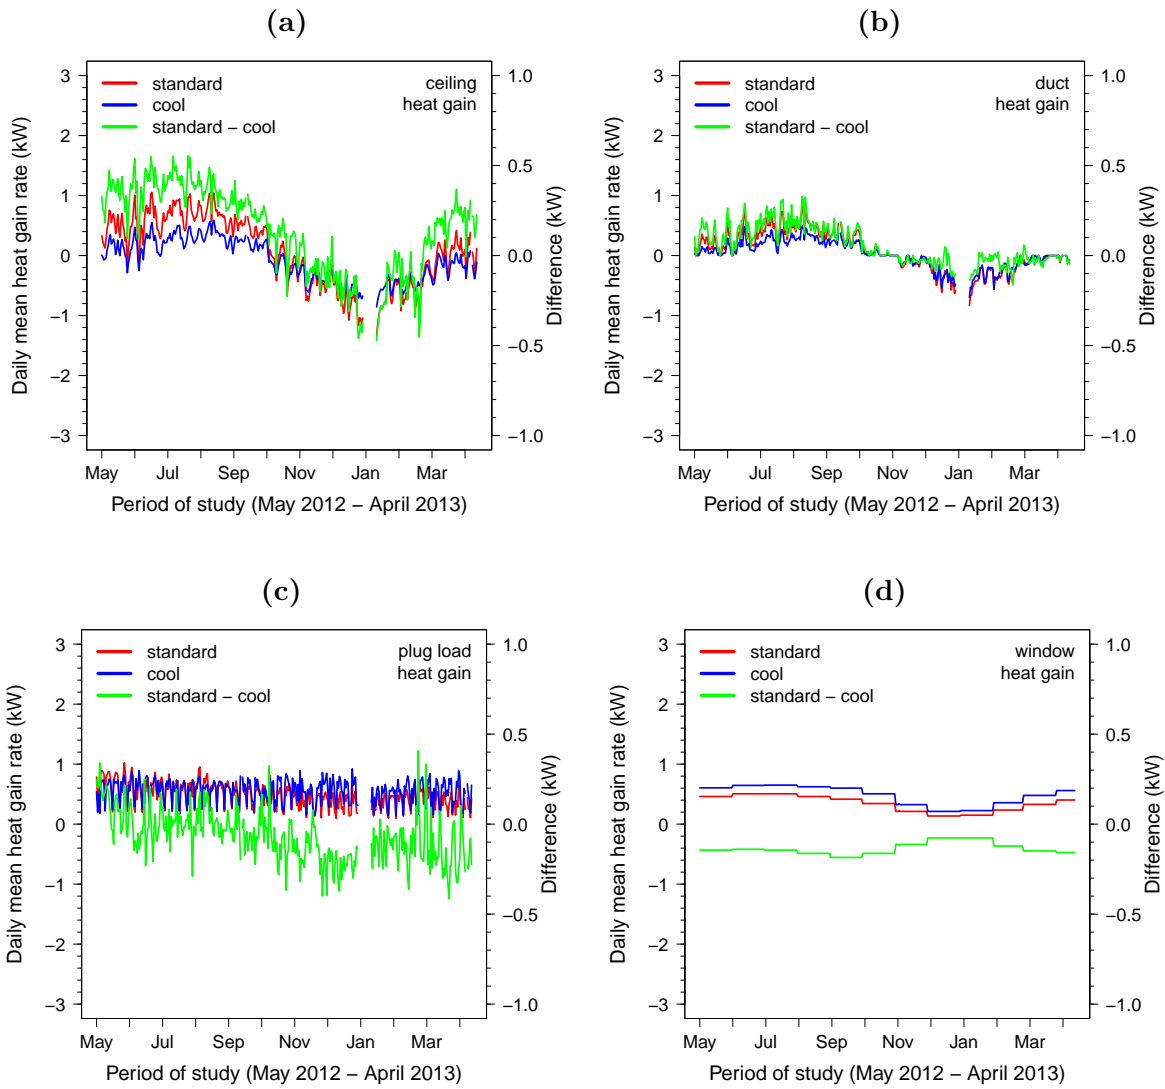 (a)
standard
cool
standard − cool
ceiling
heat gain
3
2
1
0
−1
−2
−3
1.0
0.5
0.0
−0.5
−1.0
Daily mean heat gain rate (kW)
Difference (kW)
May Jul Sep Nov Jan Mar
Period of study (May 2012 − April 2013)
(b)
standard
cool
standard − cool
duct
heat gain
3
2
1
0
−1
−2
−3
1.0
0.5
0.0
−0.5
−1.0
Daily mean heat gain rate (kW)
Difference (kW)
May Jul Sep Nov Jan Mar
Period of study (May 2012 − April 2013)
(c)
standard
cool
standard − cool
plug load
heat gain
3
2
1
0
−1
−2
−3
1.0
0.5
0.0
−0.5
−1.0
Daily mean heat gain rate (kW)
Difference (kW)
May Jul Sep Nov Jan Mar
Period of study (May 2012 − April 2013)
(d)
standard
cool
standard − cool
window
heat gain
3
2
1
0
−1
−2
−3
1.0
0.5
0.0
−0.5
−1.0
Daily mean heat gain rate (kW)
Difference (kW)
May Jul Sep Nov Jan Mar
Period of study (May 2012 − April 2013)